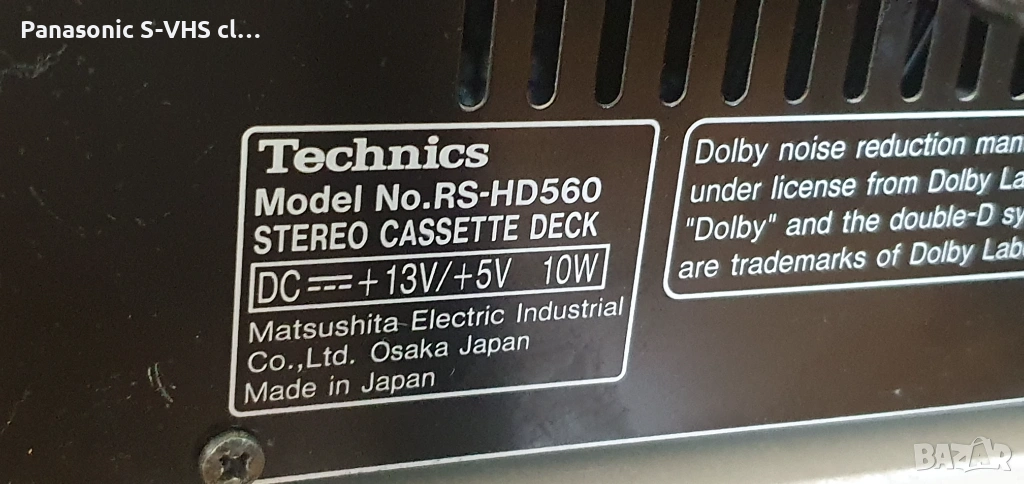 Panasonic S-VHS cl...
Technics
Model No.RS-HD560
STEREO CASSETTE DECK
DC +13V/+5V 10W
Matsushita Electric Industrial
Co.,Ltd. Osaka Japan
Made in Japan
Dolby noise reduction man
under license from Dolby La
"Dolby" and the double-D sy
are trademarks of Dolby Lab
BAZAR